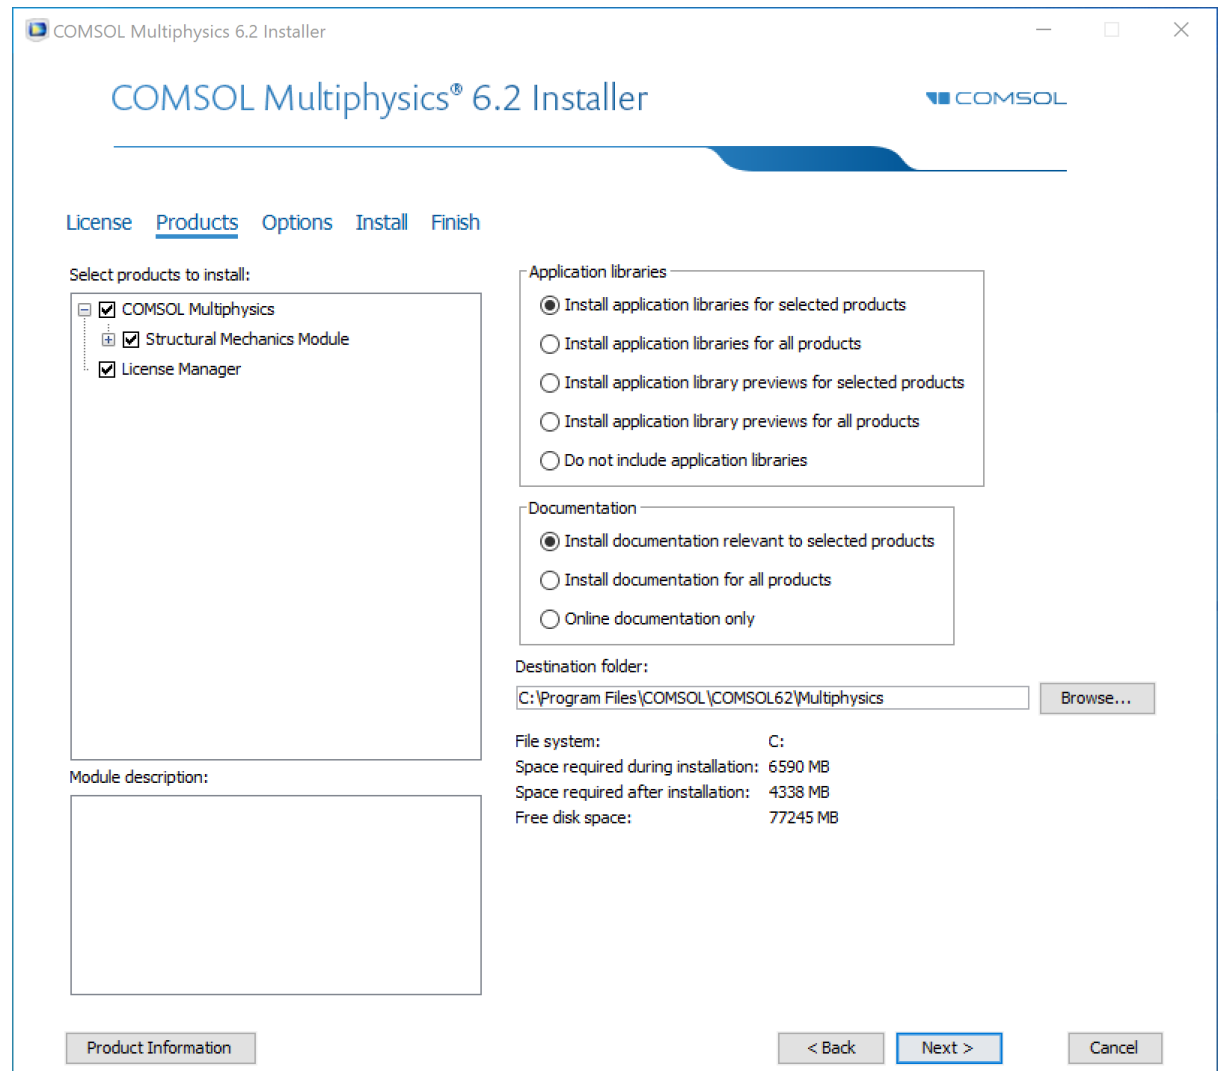 COMSOL Multiphysics 6.2 Installer
COMSOL Multiphysics® 6.2 Installer
COMSOL
License Products Options Install Finish
Select products to install:
COMSOL Multiphysics
Structural Mechanics Module
License Manager
Module description:
Application libraries
Install application libraries for selected products
Install application libraries for all products
Install application library previews for selected products
Install application library previews for all products
Do not include application libraries
Documentation
Install documentation relevant to selected products
Install documentation for all products
Online documentation only
Destination folder:
C:\Program Files\COMSOL\COMSOL62\Multiphysics
Browse...
File system: C:
Space required during installation: 6590 MB
Space required after installation: 4338 MB
Free disk space: 77245 MB
Product Information
< Back
Next >
Cancel